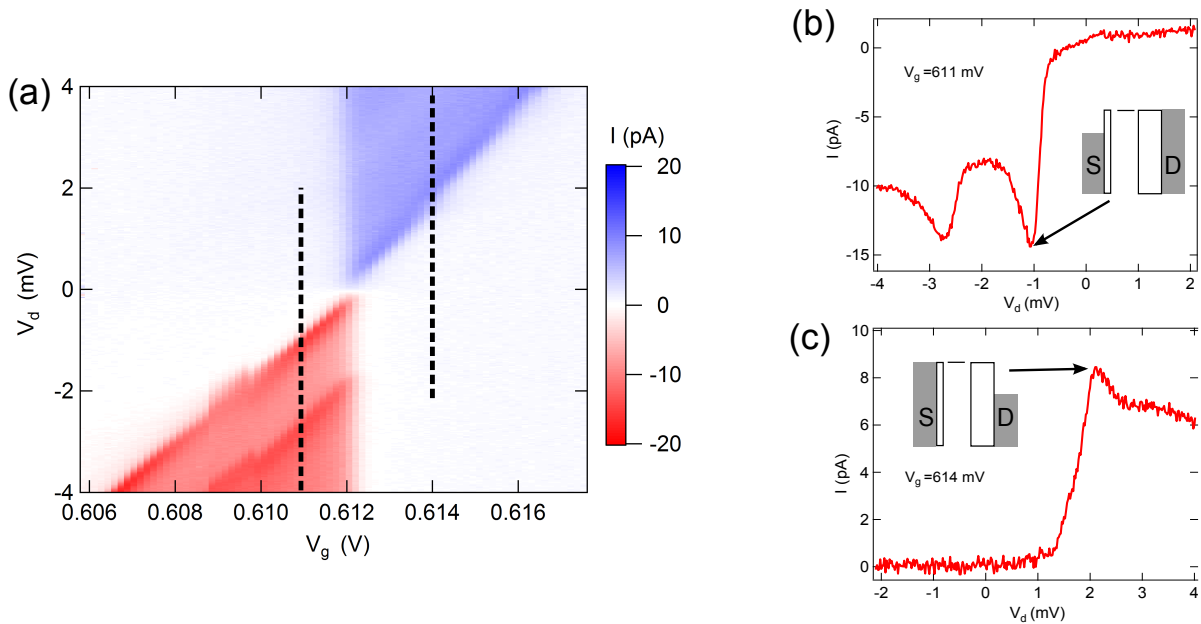 (a)
4
2
0
-2
-4
V_d (mV)
0.606 0.608 0.610 0.612 0.614 0.616
V_g (V)
I (pA)
20
10
0
-10
-20
(b)
0
-5
-10
-15
I (pA)
V_g =611 mV
S D
-4 -3 -2 -1 0 1 2
V_d (mV)
(c)
10
8
6
4
2
0
I (pA)
S D
V_g =614 mV
-2 -1 0 1 2 3 4
V_d (mV)